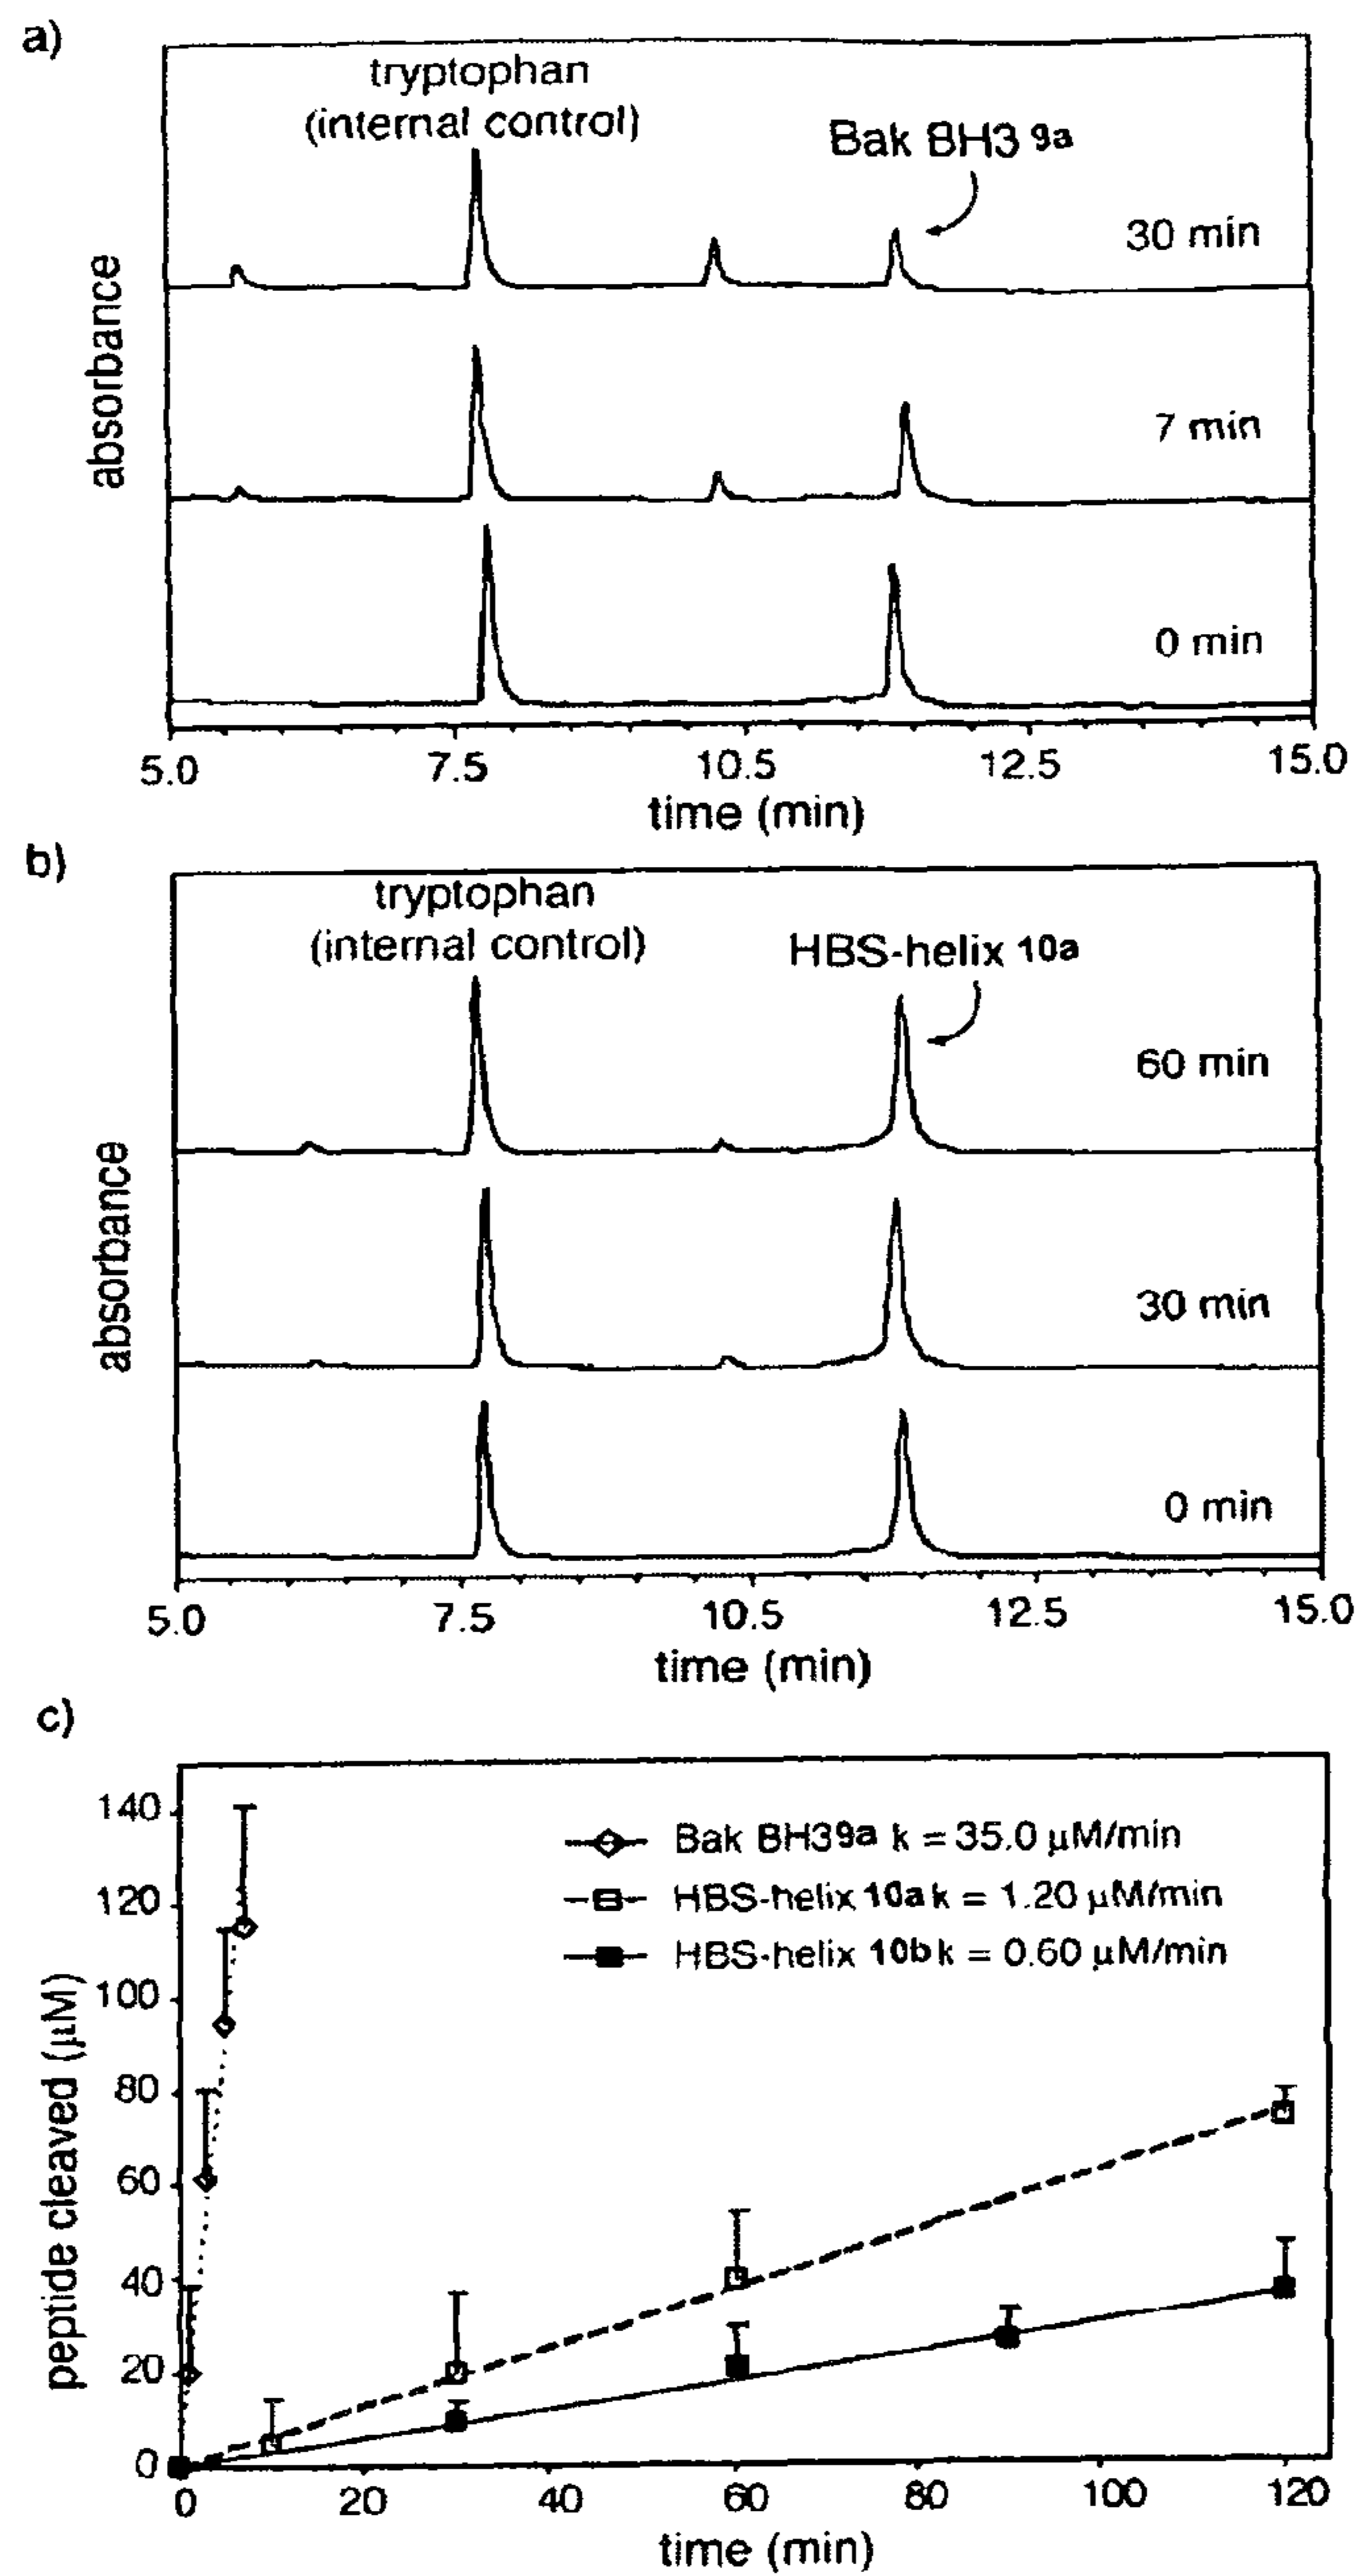 a)
tryptophan
(internal control)
Bak BH3 9a
30 min
7 min
0 min
absorbance
5.0 7.5 10.5 12.5 15.0
time (min)
b)
tryptophan
(internal control)
HBS-helix 10a
60 min
30 min
0 min
absorbance
5.0 7.5 10.5 12.5 15.0
time (min)
c)
140
120
100
80
60
40
20
0
peptide cleaved (μM)
Bak BH39a k = 35.0 μM/min
HBS-helix 10a k = 1.20 μM/min
HBS-helix 10b k = 0.60 μM/min
0 20 40 60 80 100 120
time (min)